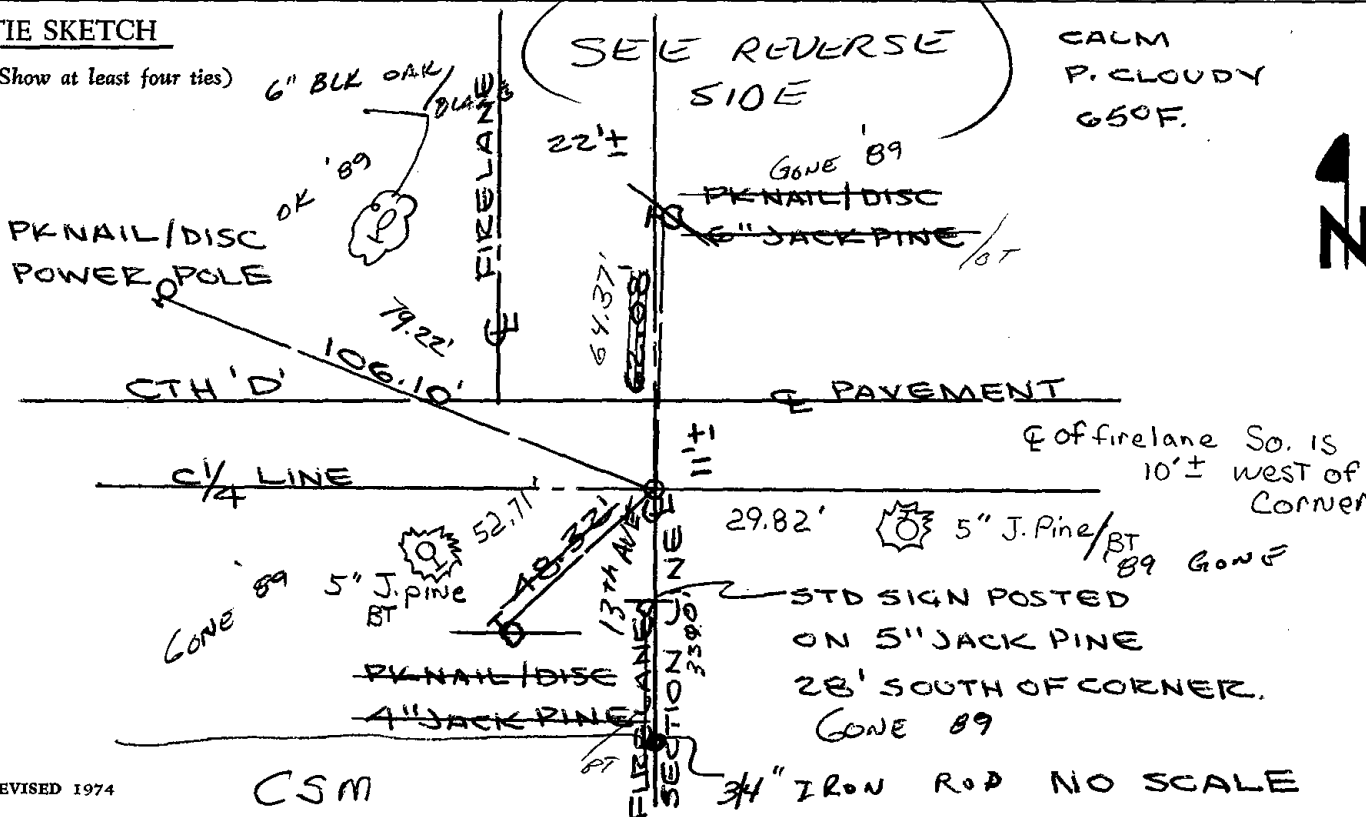 TIE SKETCH
Show at least four ties)
6" BLK OAK/
BLAZE
SEE REVERSE
SIDE
CALM
P. CLOUDY
65°F.
22'±
GONE '89
PK NAIL/DISC
6" JACK PINE /BT
OK '89
PK NAIL/DISC
POWER POLE
FIRELANE
℄
N
79.22'
64.37'
62.08'
106.10'
CTH 'D'
℄ PAVEMENT
11'±
℄ of firelane So. is
10'± west of
Corner
C 1/4 LINE
52.71'
48.32'
29.82'
5" J. Pine/BT
89 GONE
5" J. pine
BT
GONE '89
13th AVE
℄
FIRELANE
SECTION LINE
STD SIGN POSTED
ON 5" JACK PINE
28' SOUTH OF CORNER.
GONE 89
PK NAIL/DISC
4" JACK PINE
BT
3/4" IRON ROD
NO SCALE
EVISED 1974
CSM